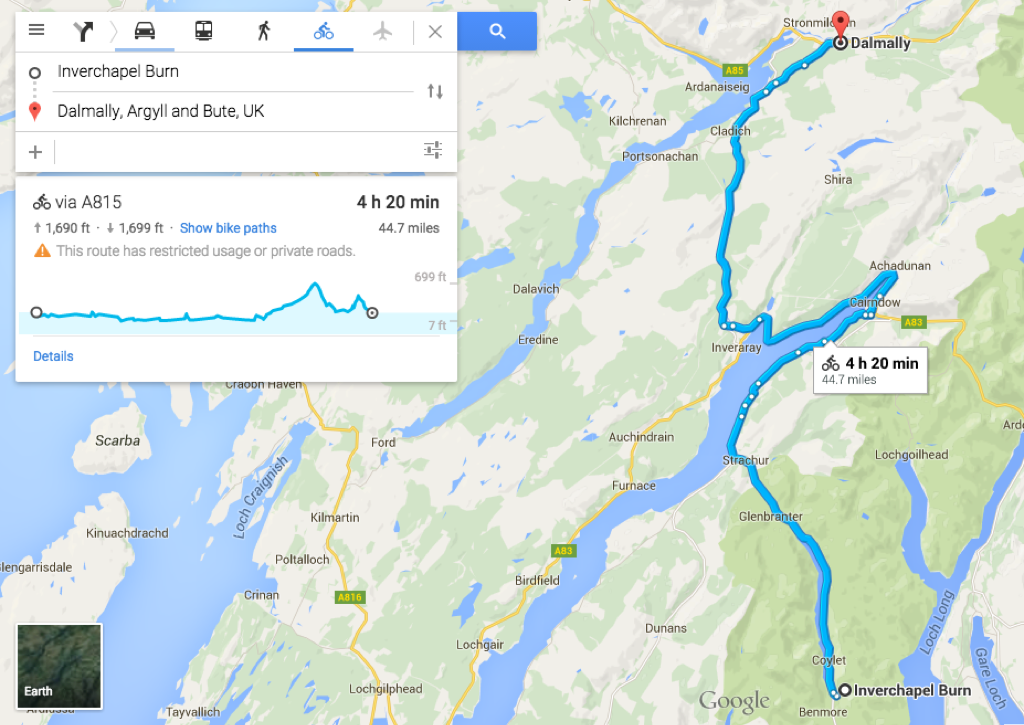 Inverchapel Burn
Dalmally, Argyll and Bute, UK
via A815
4 h 20 min
1,690 ft · 1,699 ft · Show bike paths
44.7 miles
This route has restricted usage or private roads.
699 ft
7 ft
Details
Stronmilchan
Dalmally
A85
Ardanaiseig
Kilchrenan
Cladich
Portsonachan
Shira
Achadunan
Dalavich
Cairndow
A83
Eredine
Inveraray
4 h 20 min
44.7 miles
Craobh Haven
Scarba
Ford
Auchindrain
Strachur
Lochgoilhead
Loch Craignish
Furnace
Kilmartin
Glenbranter
Kinuachdrachd
A83
Poltalloch
Glengarrisdale
Birdfield
Crinan
A816
Loch Long
Dunans
Lochgair
Gare Loch
Coylet
Earth
Lochgilphead
Inverchapel Burn
Google
Tayvallich
Benmore